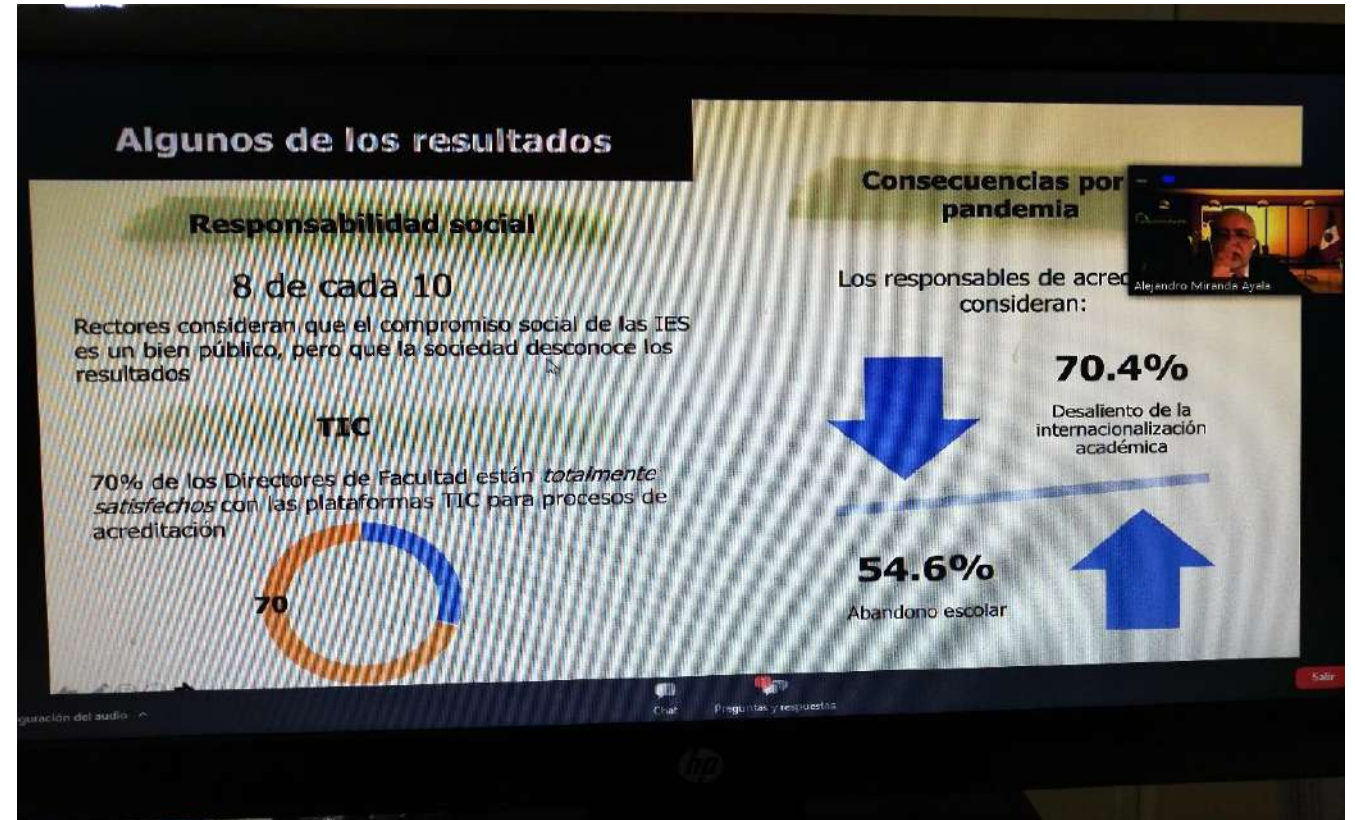 Algunos de los resultados
Responsabilidad social
8 de cada 10
Rectores consideran que el compromiso social de las IES
es un bien público, pero que la sociedad desconoce los
resultados
TIC
70% de los Directores de Facultad están totalmente
satisfechos con las plataformas TIC para procesos de
acreditación
70
Consecuencias por
pandemia
Los responsables de acred
consideran:
70.4%
Desaliento de la
internacionalización
académica
54.6%
Abandono escolar
Alejandro Miranda Ayala
guración del audio
Chat
Preguntas y respuestas
Salir
hp